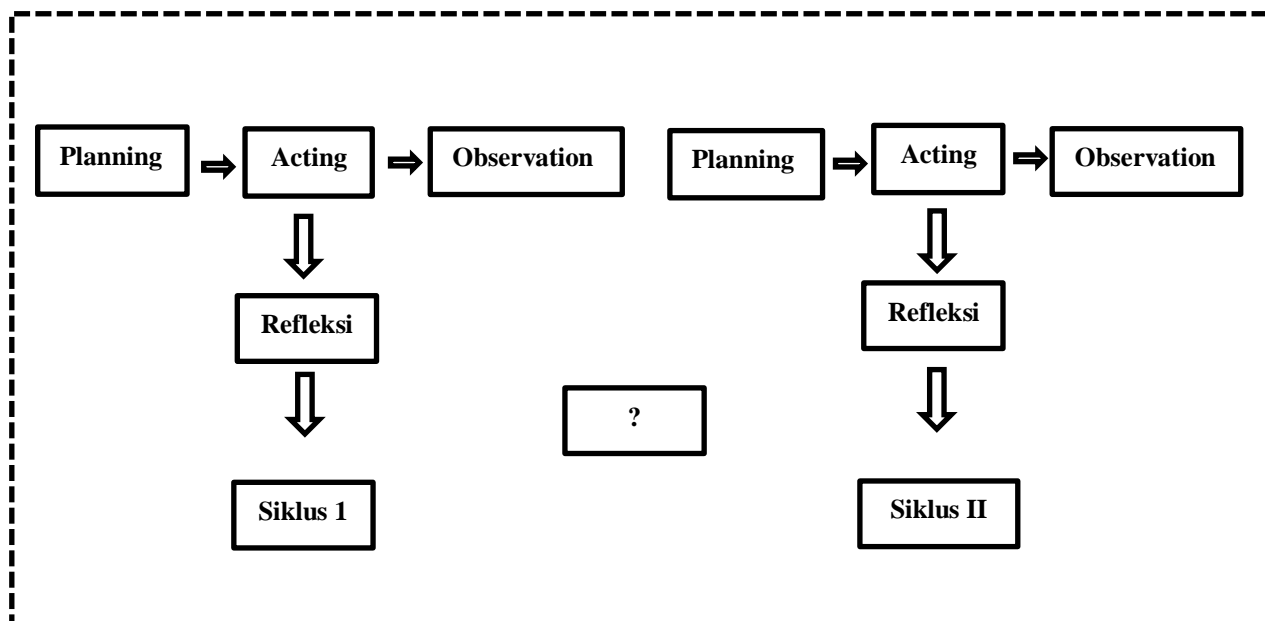 Planning
Acting
Observation
Planning
Acting
Observation
Refleksi
Refleksi
?
Siklus 1
Siklus II